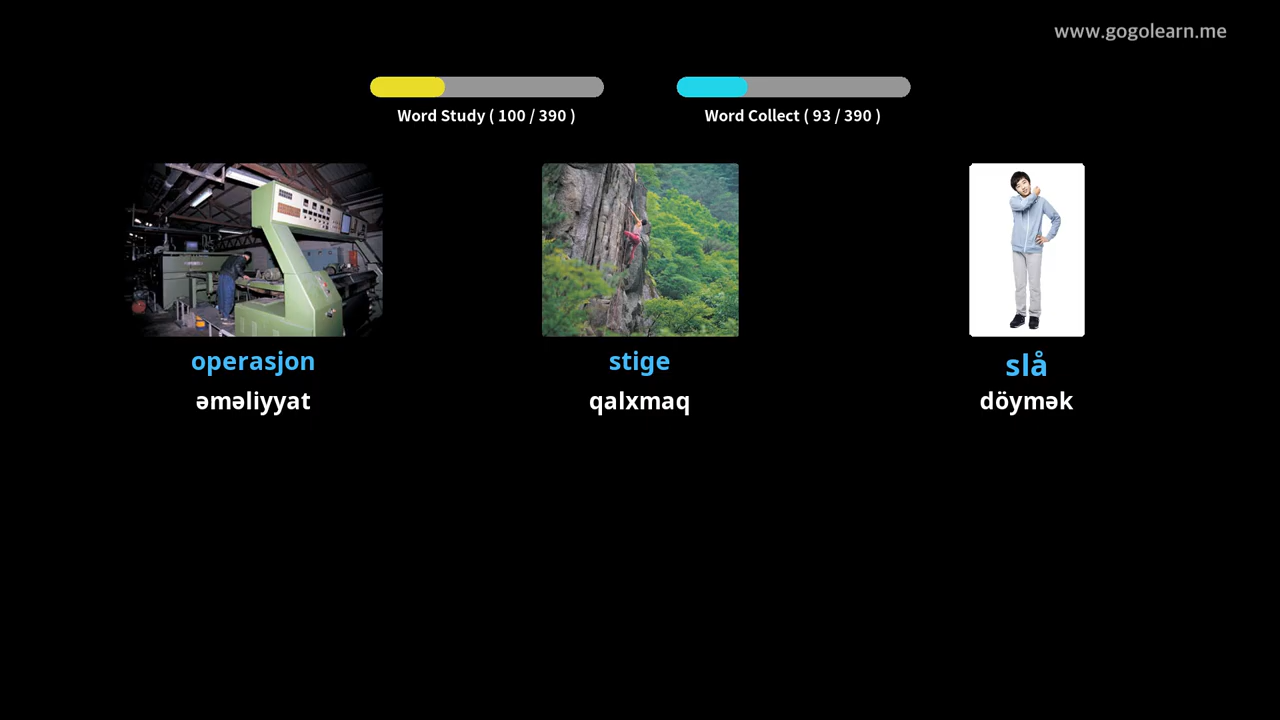 www.gogolearn.me
Word Study ( 100 / 390 )
Word Collect ( 93 / 390 )
operasjon
stige
slå
əməliyyat
qalxmaq
döymək